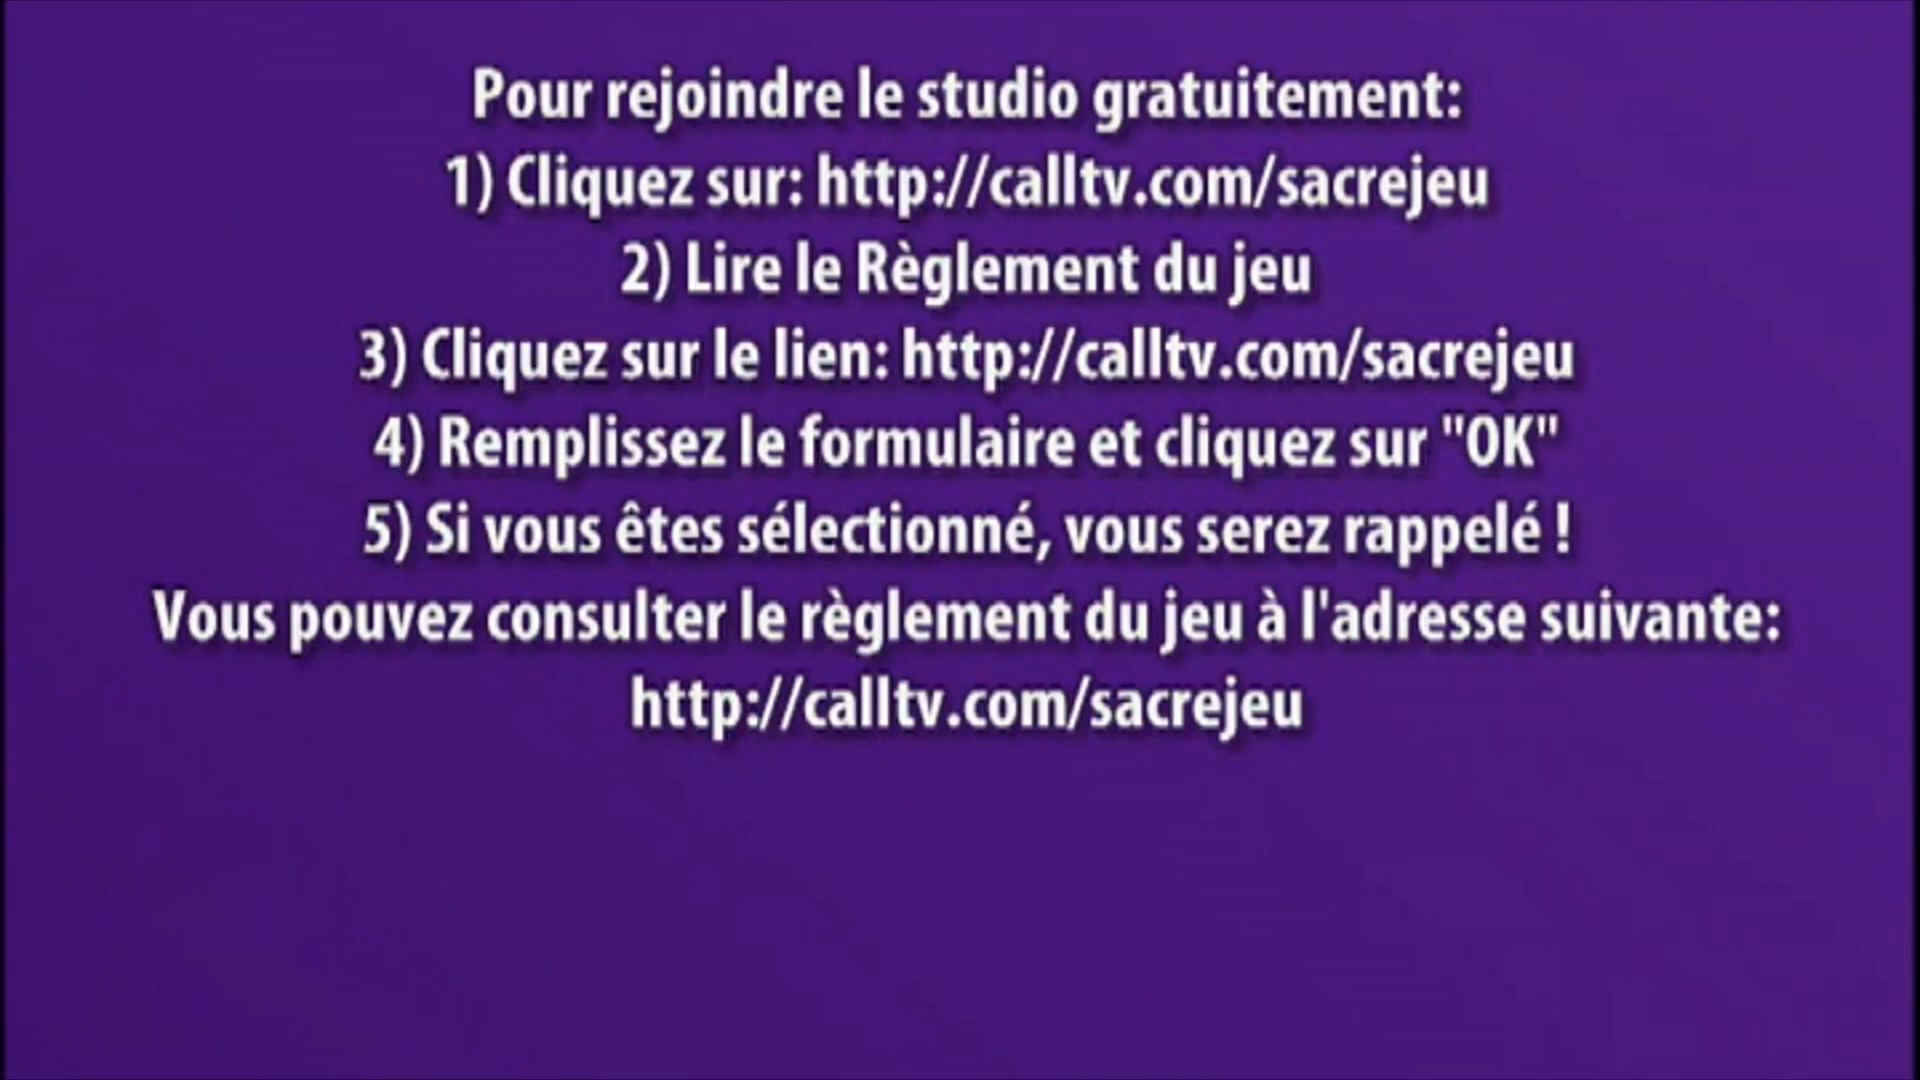 Pour rejoindre le studio gratuitement:
1) Cliquez sur: http://calltv.com/sacrejeu
2) Lire le Règlement du jeu
3) Cliquez sur le lien: http://calltv.com/sacrejeu
4) Remplissez le formulaire et cliquez sur "OK"
5) Si vous êtes sélectionné, vous serez rappelé !
Vous pouvez consulter le règlement du jeu à l'adresse suivante:
http://calltv.com/sacrejeu